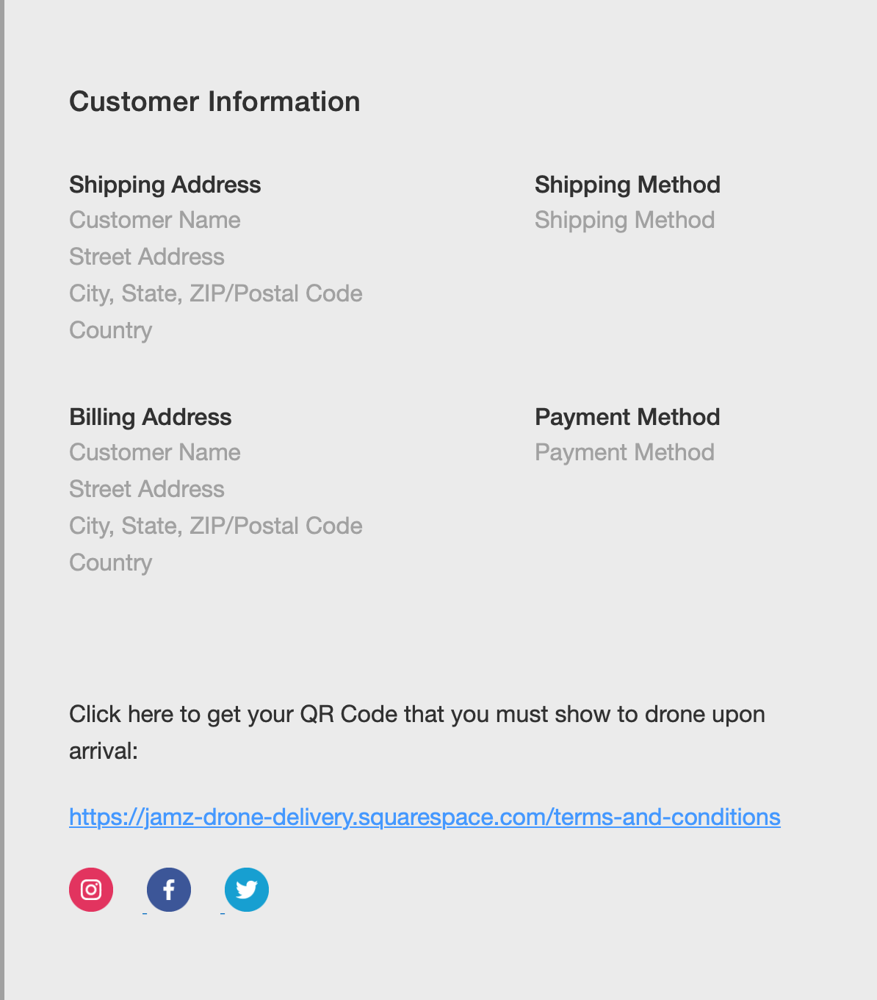 Customer Information
Shipping Address
Customer Name
Street Address
City, State, ZIP/Postal Code
Country
Shipping Method
Shipping Method
Billing Address
Customer Name
Street Address
City, State, ZIP/Postal Code
Country
Payment Method
Payment Method
Click here to get your QR Code that you must show to drone upon
arrival:
https://jamz-drone-delivery.squarespace.com/terms-and-conditions